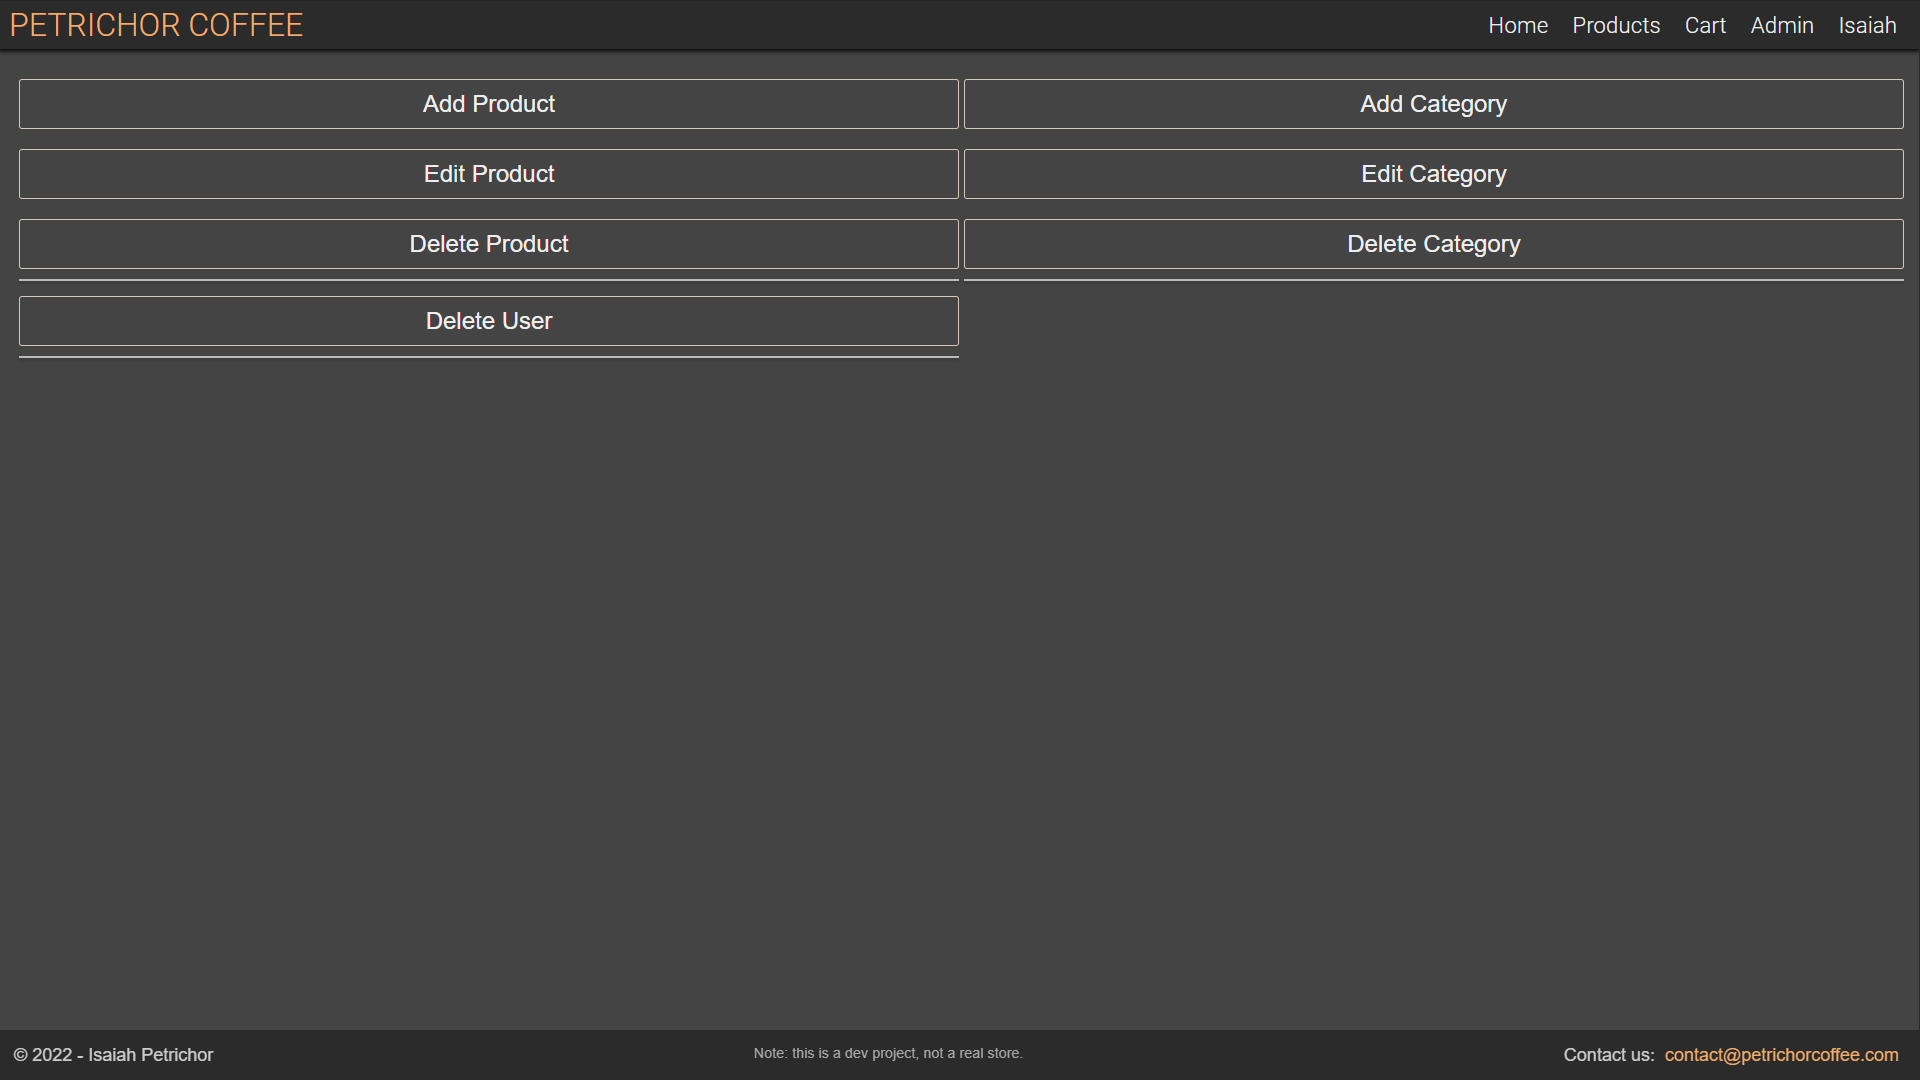 PETRICHOR COFFEE
Home Products Cart Admin Isaiah
Add Product
Add Category
Edit Product
Edit Category
Delete Product
Delete Category
Delete User
© 2022 - Isaiah Petrichor
Note: this is a dev project, not a real store.
Contact us: contact@petrichorcoffee.com